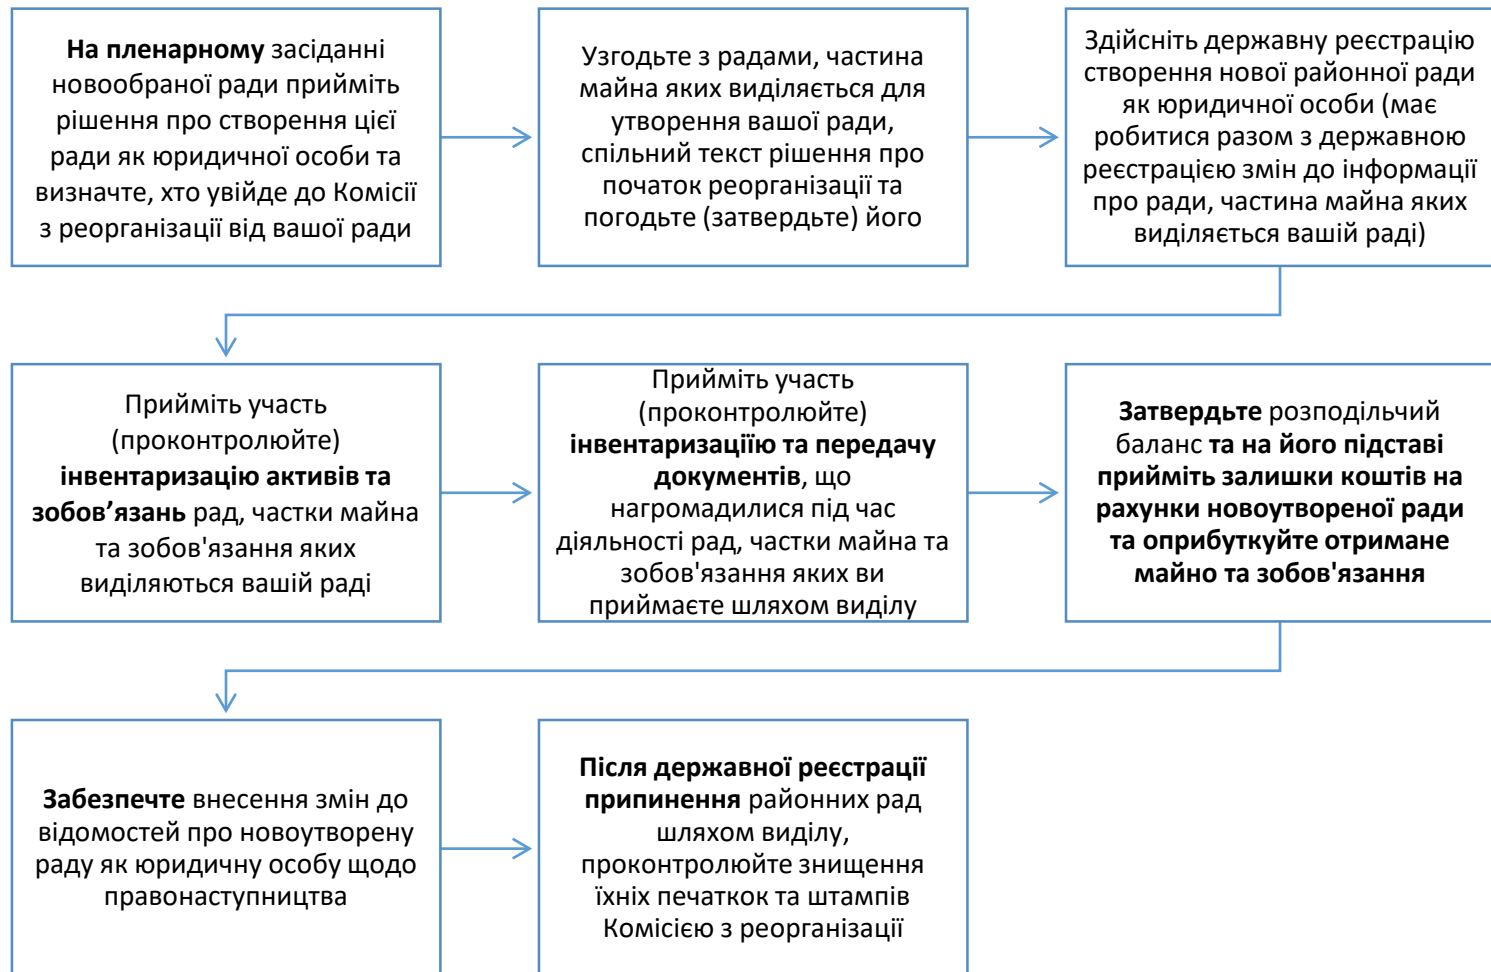 На пленарному засіданні
новообраної ради прийміть
рішення про створення цієї
ради як юридичної особи та
визначте, хто увійде до Комісії
з реорганізації від вашої ради
Узгодьте з радами, частина
майна яких виділяється для
утворення вашої ради,
спільний текст рішення про
початок реорганізації та
погодьте (затвердьте) його
Здійсніть державну реєстрацію
створення нової районної ради
як юридичної особи (має
робитися разом з державною
реєстрацією змін до інформації
про ради, частина майна яких
виділяється вашій раді)
Прийміть участь
(проконтролюйте)
інвентаризацію активів та
зобов’язань рад, частки майна
та зобов'язання яких
виділяються вашій раді
Прийміть участь
(проконтролюйте)
інвентаризаціїю та передачу
документів, що
нагромадилися під час
діяльності рад, частки майна та
зобов'язання яких ви
приймаєте шляхом виділу
Затвердьте розподільчий
баланс та на його підставі
прийміть залишки коштів на
рахунки новоутвореної ради
та оприбуткуйте отримане
майно та зобов'язання
Забезпечте внесення змін до
відомостей про новоутворену
раду як юридичну особу щодо
правонаступництва
Після державної реєстрації
припинення районних рад
шляхом виділу,
проконтролюйте знищення
їхніх печаткок та штампів
Комісією з реорганізації